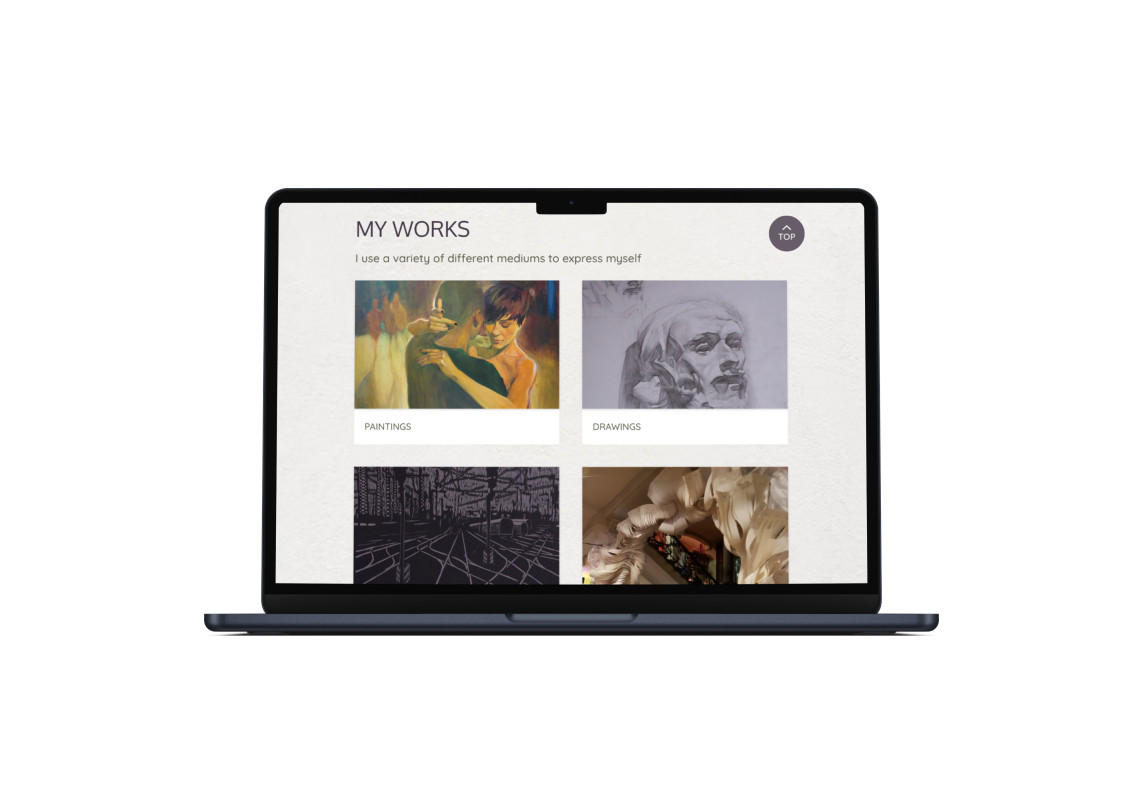 MY WORKS
TOP
I use a variety of different mediums to express myself
PAINTINGS
DRAWINGS